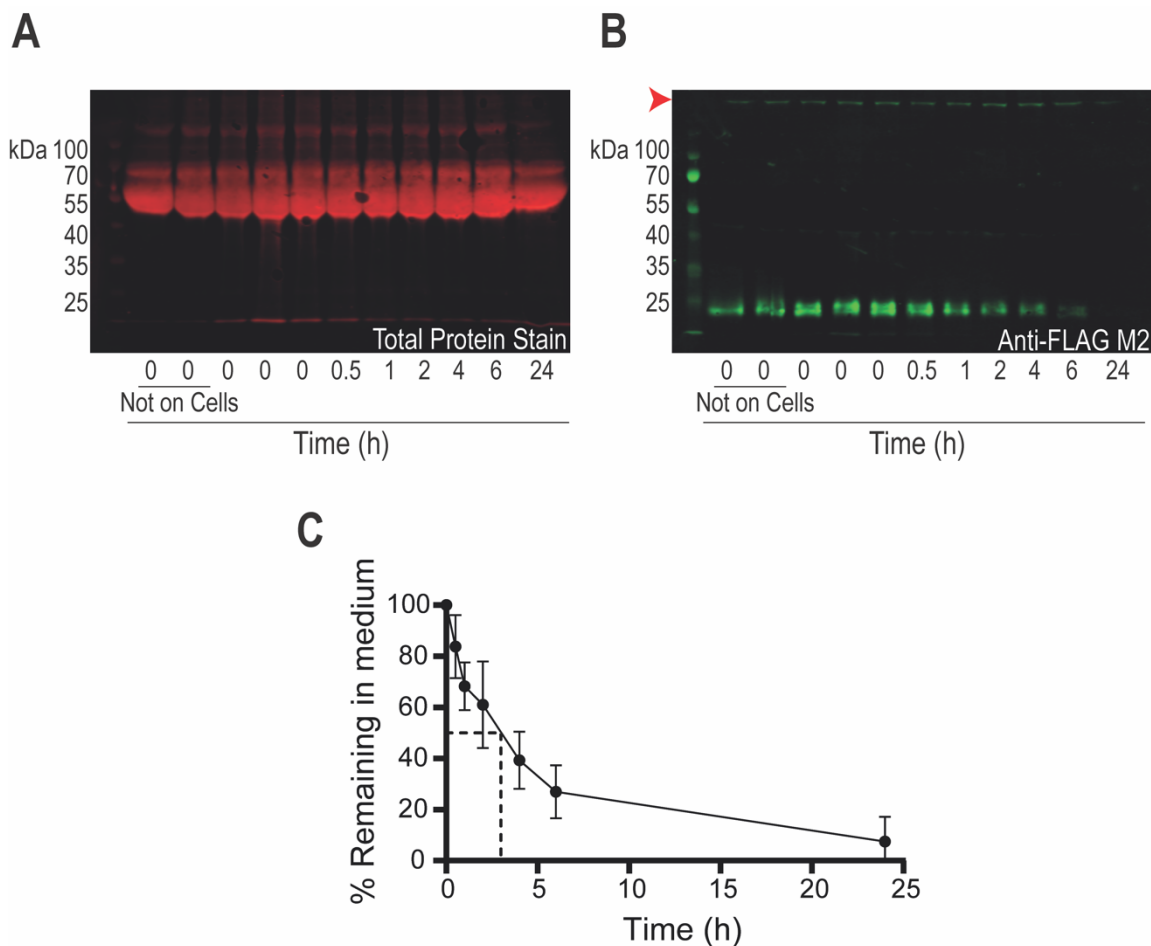 A
kDa 100
70
55
40
35
25
Total Protein Stain
0 0 0 0 0 0.5 1 2 4 6 24
Not on Cells
Time (h)
B
kDa 100
70
55
40
35
25
Anti-FLAG M2
0 0 0 0 0 0.5 1 2 4 6 24
Not on Cells
Time (h)
C
% Remaining in medium
100
80
60
40
20
0
0 5 10 15 20 25
Time (h)